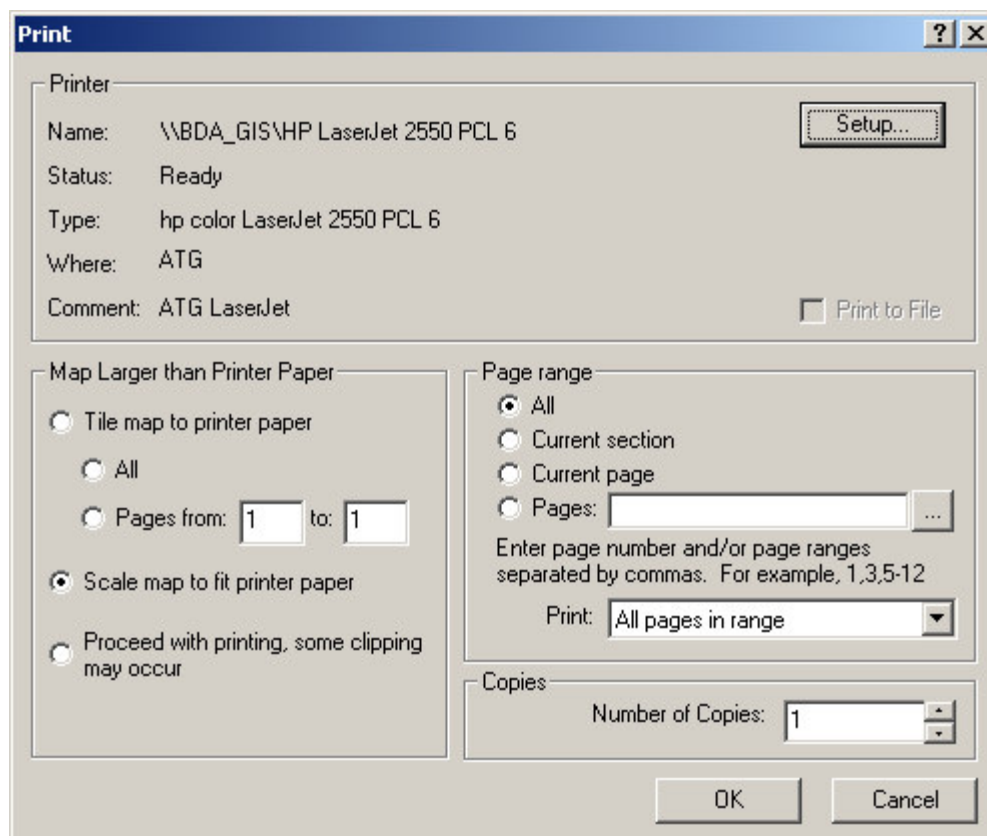 Print
Printer
Name: \\BDA_GIS\HP LaserJet 2550 PCL 6
Setup...
Status: Ready
Type: hp color LaserJet 2550 PCL 6
Where: ATG
Comment: ATG LaserJet
Print to File
Map Larger than Printer Paper
Tile map to printer paper
All
Pages from: 1 to: 1
Scale map to fit printer paper
Proceed with printing, some clipping
may occur
Page range
All
Current section
Current page
Pages: ...
Enter page number and/or page ranges
separated by commas. For example, 1,3,5-12
Print: All pages in range
Copies
Number of Copies: 1
OK
Cancel